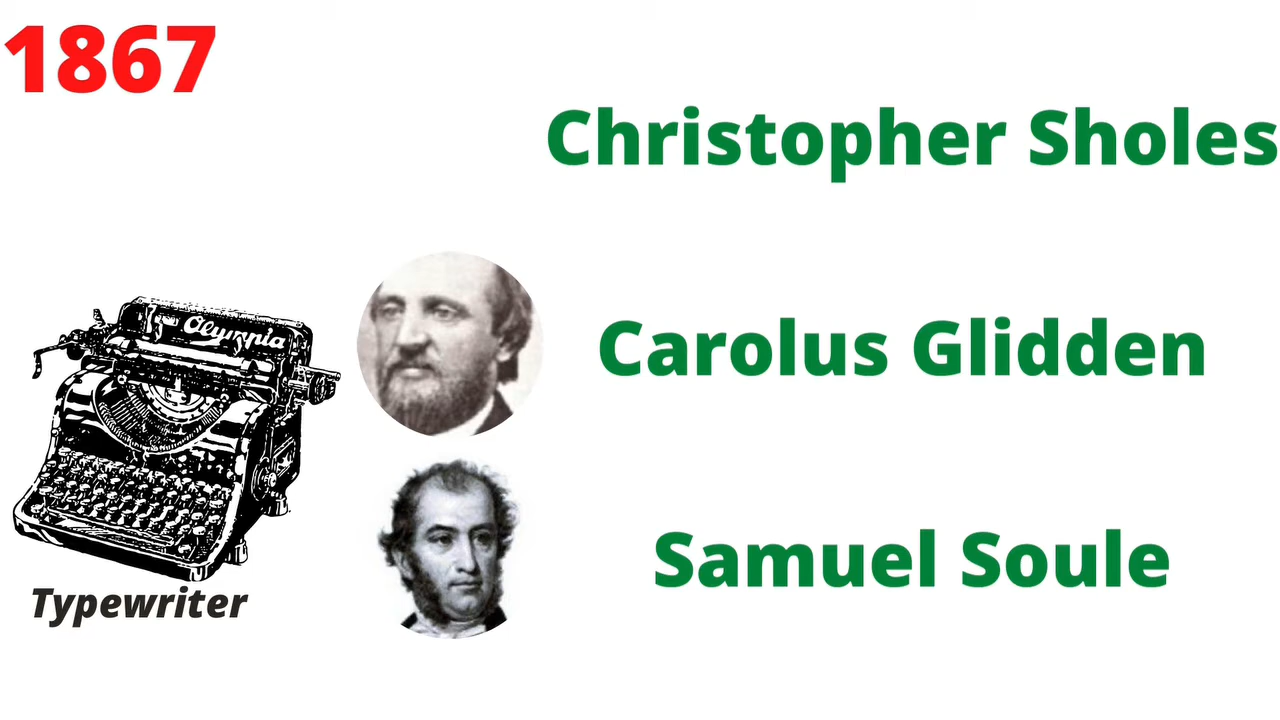 1867
Christopher Sholes
Olympia
Carolus Glidden
Samuel Soule
Typewriter